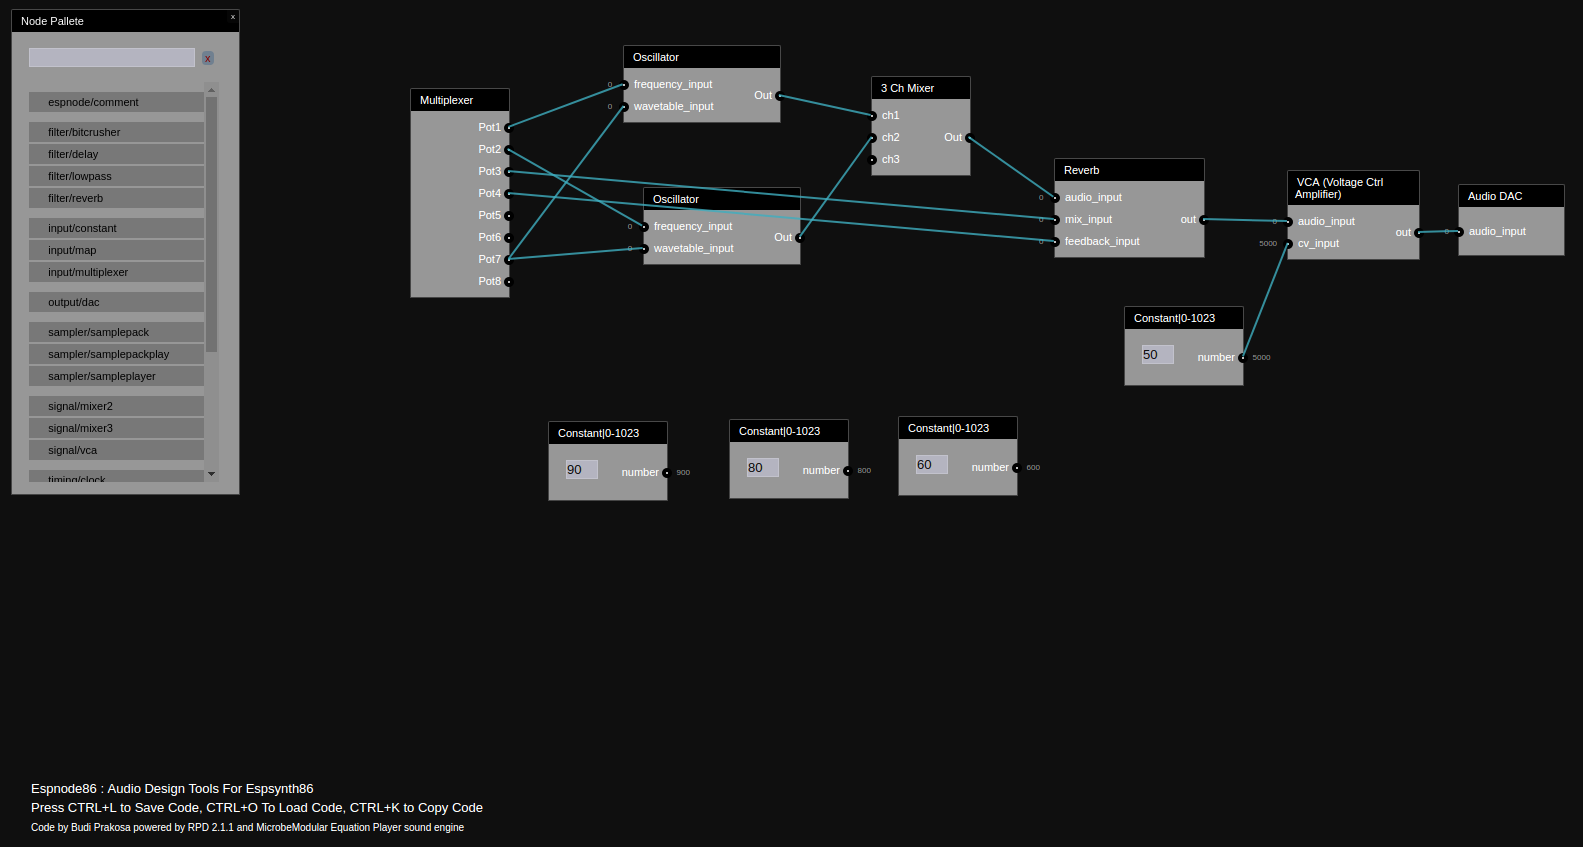 Node Pallete
x
x
espnode/comment
filter/bitcrusher
filter/delay
filter/lowpass
filter/reverb
input/constant
input/map
input/multiplexer
output/dac
sampler/samplepack
sampler/samplepackplay
sampler/sampleplayer
signal/mixer2
signal/mixer3
signal/vca
timing/clock
Multiplexer
Pot1
Pot2
Pot3
Pot4
Pot5
Pot6
Pot7
Pot8
Oscillator
0 frequency_input
Out
0 wavetable_input
Oscillator
0 frequency_input
Out
0 wavetable_input
3 Ch Mixer
ch1
ch2 Out
ch3
Reverb
0 audio_input
0 mix_input out
0 feedback_input
VCA (Voltage Ctrl
Amplifier)
0 audio_input
out
5000 cv_input
Audio DAC
0 audio_input
Constant|0-1023
50 number 5000
Constant|0-1023
90 number 900
Constant|0-1023
80 number 800
Constant|0-1023
60 number 600
Espnode86 : Audio Design Tools For Espsynth86
Press CTRL+L to Save Code, CTRL+O To Load Code, CTRL+K to Copy Code
Code by Budi Prakosa powered by RPD 2.1.1 and MicrobeModular Equation Player sound engine